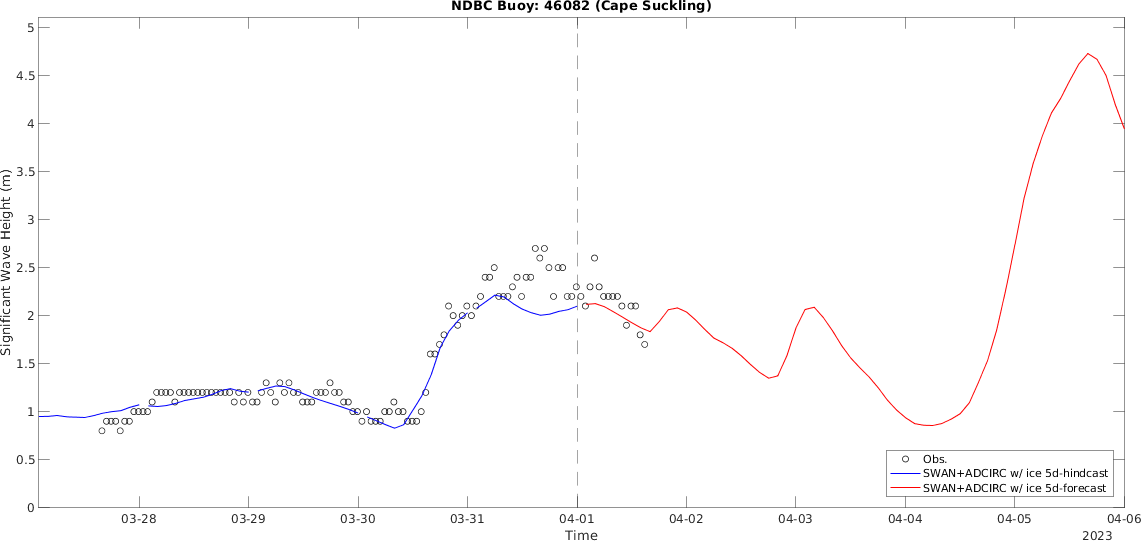 NDBC Buoy: 46082 (Cape Suckling)
5
4.5
4
3.5
3
2.5
2
1.5
1
0.5
0
Significant Wave Height (m)
Obs.
SWAN+ADCIRC w/ ice 5d-hindcast
SWAN+ADCIRC w/ ice 5d-forecast
03-28 03-29 03-30 03-31 04-01 04-02 04-03 04-04 04-05 04-06
Time
2023